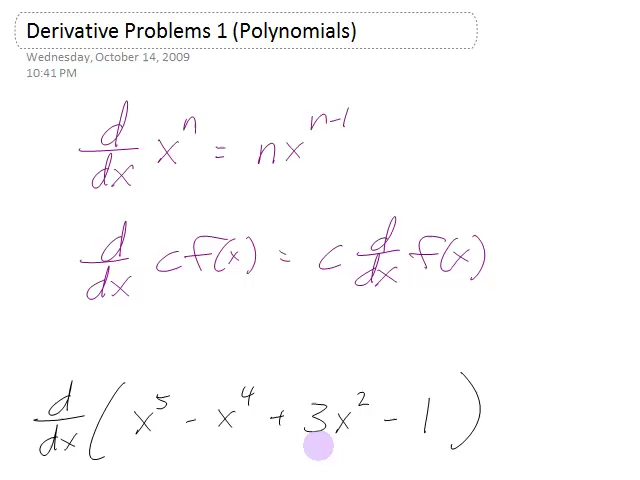 Derivative Problems 1 (Polynomials)
Wednesday, October 14, 2009
10:41 PM
d/dx x^n = nx^(n-1)
d/dx cf(x) = c d/dx f(x)
d/dx (x^5 - x^4 + 3x^2 - 1)